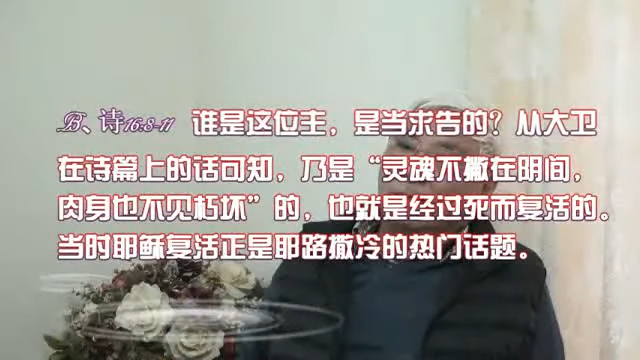 B、诗16:8-11 谁是这位主，是当求告的？从大卫
在诗篇上的话可知，乃是“灵魂不撇在阴间，
肉身也不见朽坏”的，也就是经过死而复活的。
当时耶稣复活正是耶路撒冷的热门话题。